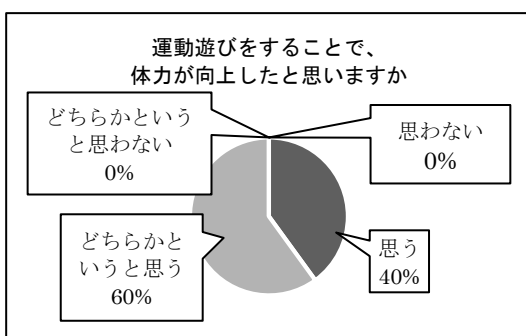 運動遊びをすることで、
体力が向上したと思いますか
どちらかという
と思わない
0%
思わない
0%
どちらかと
いうと思う
60%
思う
40%